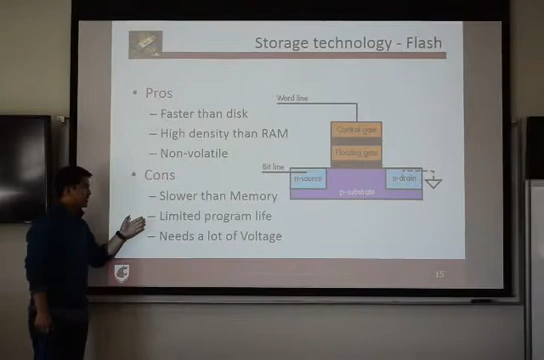 Storage technology - Flash
• Pros
– Faster than disk
– High density than RAM
– Non-volatile
• Cons
– Slower than Memory
– Limited program life
– Needs a lot of Voltage
Word line
Control gate
Floating gate
Bit line
n-source
n-drain
p-substrate
15